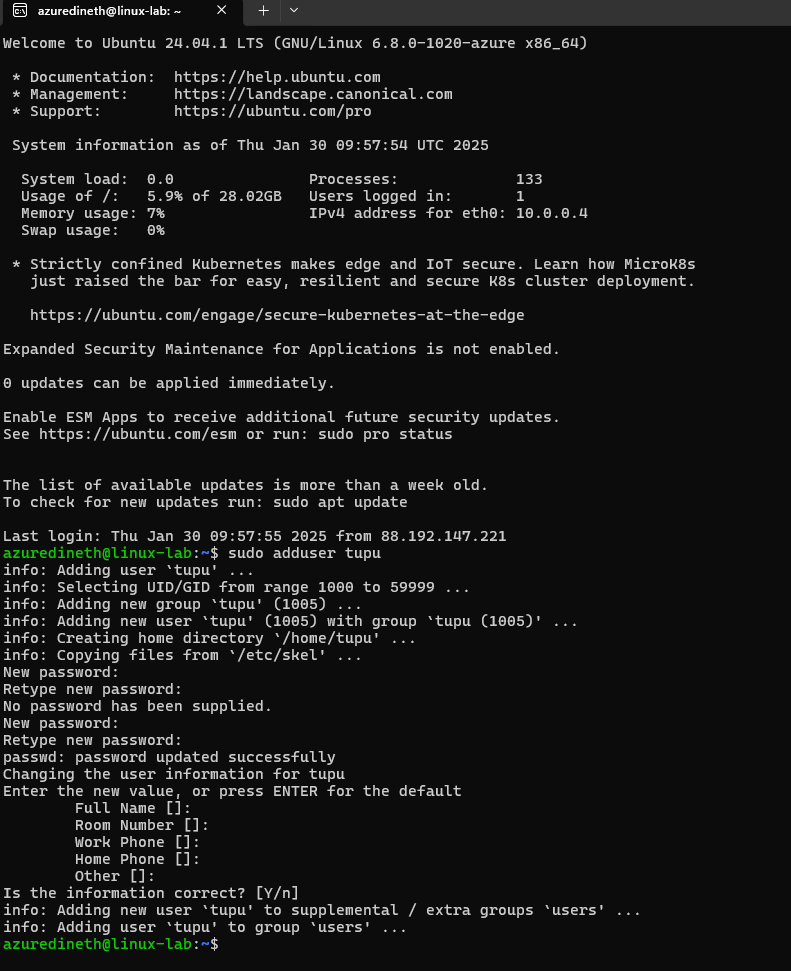 azuredineth@linux-lab: ~
Welcome to Ubuntu 24.04.1 LTS (GNU/Linux 6.8.0-1020-azure x86_64)
* Documentation:  https://help.ubuntu.com
* Management:     https://landscape.canonical.com
* Support:        https://ubuntu.com/pro
System information as of Thu Jan 30 09:57:54 UTC 2025
System load:  0.0               Processes:             133
Usage of /:   5.9% of 28.02GB   Users logged in:       1
Memory usage: 7%                IPv4 address for eth0: 10.0.0.4
Swap usage:   0%
* Strictly confined Kubernetes makes edge and IoT secure. Learn how MicroK8s
just raised the bar for easy, resilient and secure K8s cluster deployment.
https://ubuntu.com/engage/secure-kubernetes-at-the-edge
Expanded Security Maintenance for Applications is not enabled.
0 updates can be applied immediately.
Enable ESM Apps to receive additional future security updates.
See https://ubuntu.com/esm or run: sudo pro status
The list of available updates is more than a week old.
To check for new updates run: sudo apt update
Last login: Thu Jan 30 09:57:55 2025 from 88.192.147.221
azuredineth@linux-lab:~$ sudo adduser tupu
info: Adding user `tupu' ...
info: Selecting UID/GID from range 1000 to 59999 ...
info: Adding new group `tupu' (1005) ...
info: Adding new user `tupu' (1005) with group `tupu (1005)' ...
info: Creating home directory `/home/tupu' ...
info: Copying files from `/etc/skel' ...
New password:
Retype new password:
No password has been supplied.
New password:
Retype new password:
passwd: password updated successfully
Changing the user information for tupu
Enter the new value, or press ENTER for the default
Full Name []:
Room Number []:
Work Phone []:
Home Phone []:
Other []:
Is the information correct? [Y/n]
info: Adding new user `tupu' to supplemental / extra groups `users' ...
info: Adding user `tupu' to group `users' ...
azuredineth@linux-lab:~$